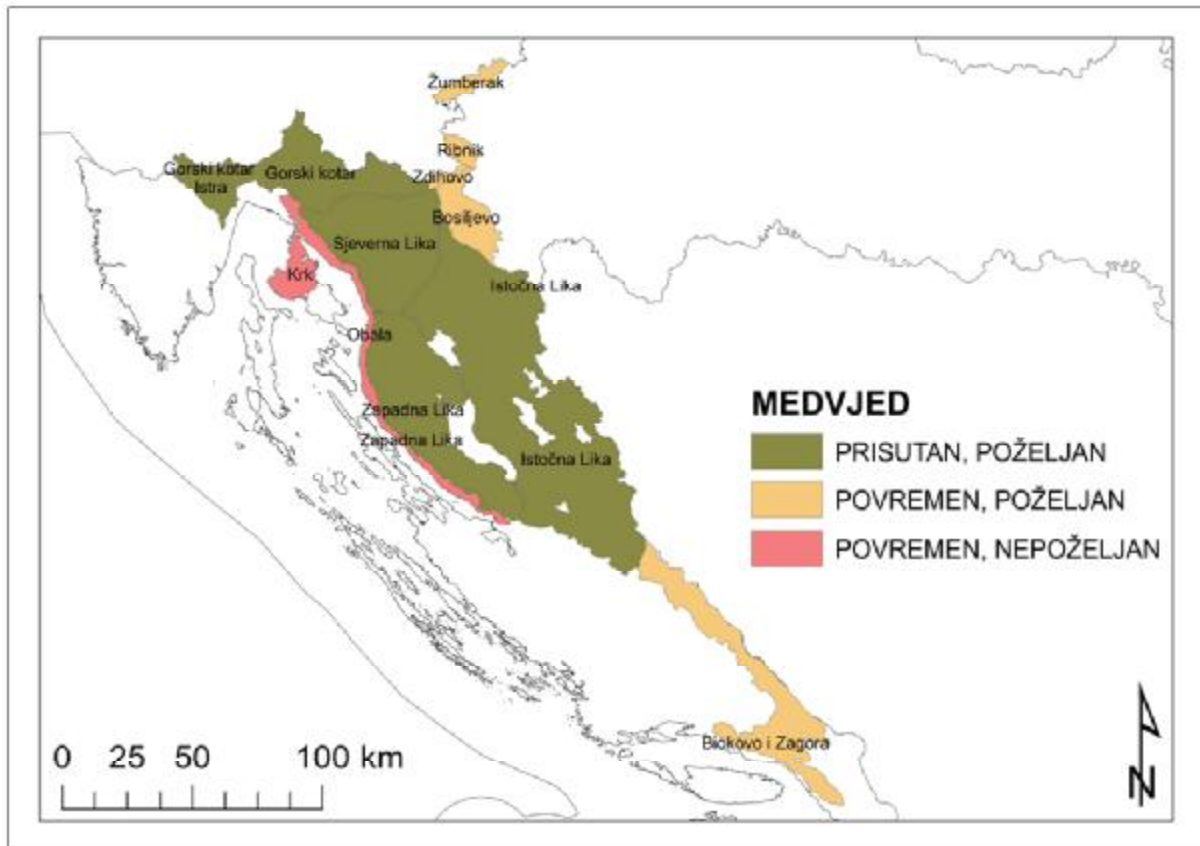 Žumberak
Ribnik
Zdihovo
Bosiljevo
Gorski kotar
Istra
Gorski kotar
Sjeverna Lika
Krk
Istočna Lika
Obala
Zapadna Lika
Zapadna Lika
Istočna Lika
MEDVJED
PRISUTAN, POŽELJAN
POVREMEN, POŽELJAN
POVREMEN, NEPOŽELJAN
Biokovo i Zagora
0 25 50 100 km
N